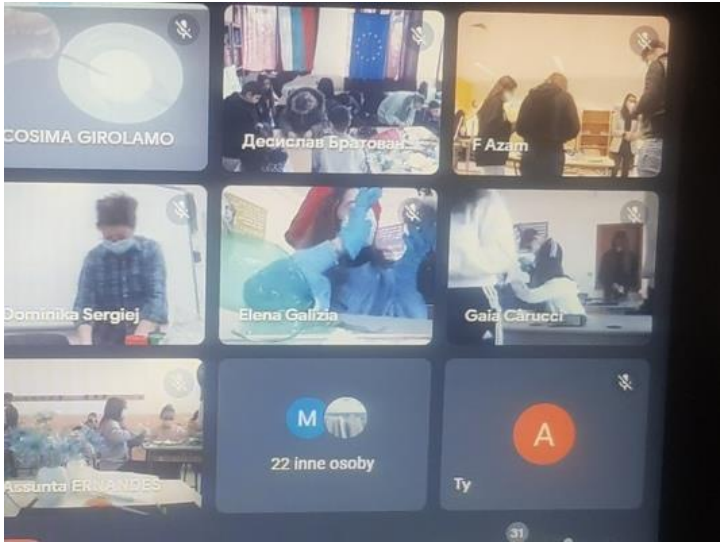 COSIMA GIROLAMO
Десислав Братован
F Azam
Dominika Sergiej
Elena Galizia
Gaia Carucci
Assunta ERNANDES
M
22 inne osoby
A
Ty
31